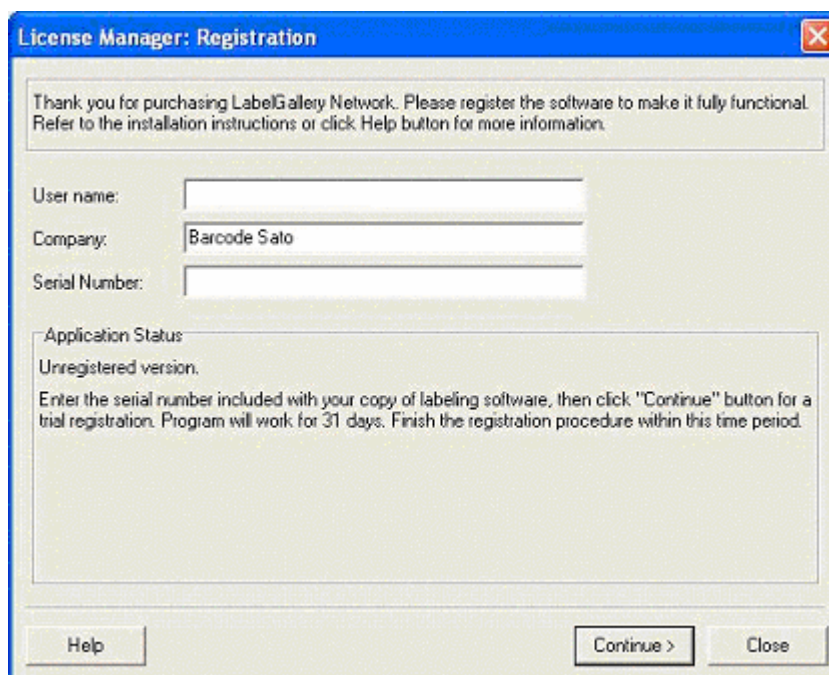 License Manager: Registration
Thank you for purchasing LabelGallery Network. Please register the software to make it fully functional.
Refer to the installation instructions or click Help button for more information.
User name:
Company: Barcode Sato
Serial Number:
Application Status
Unregistered version.
Enter the serial number included with your copy of labeling software, then click "Continue" button for a
trial registration. Program will work for 31 days. Finish the registration procedure within this time period.
Help Continue > Close